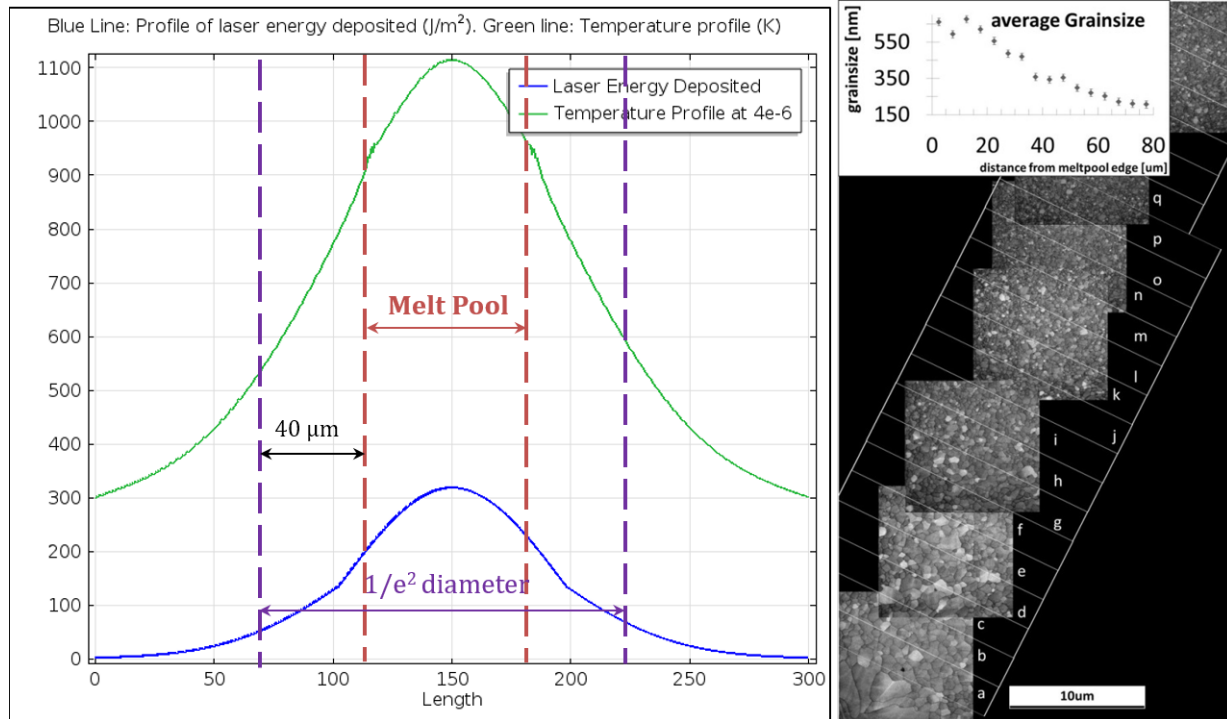 Blue Line: Profile of laser energy deposited (J/m²). Green line: Temperature profile (K)
1100
1000
900
800
700
600
500
400
300
200
100
0
Laser Energy Deposited
Temperature Profile at 4e-6
Melt Pool
40 µm
1/e² diameter
0 50 100 150 200 250 300
Length
average Grainsize
grainsize [nm]
550
350
150
0 20 40 60 80
distance from meltpool edge [um]
q
p
o
n
m
l
k
j
i
h
g
f
e
d
c
b
a
10um